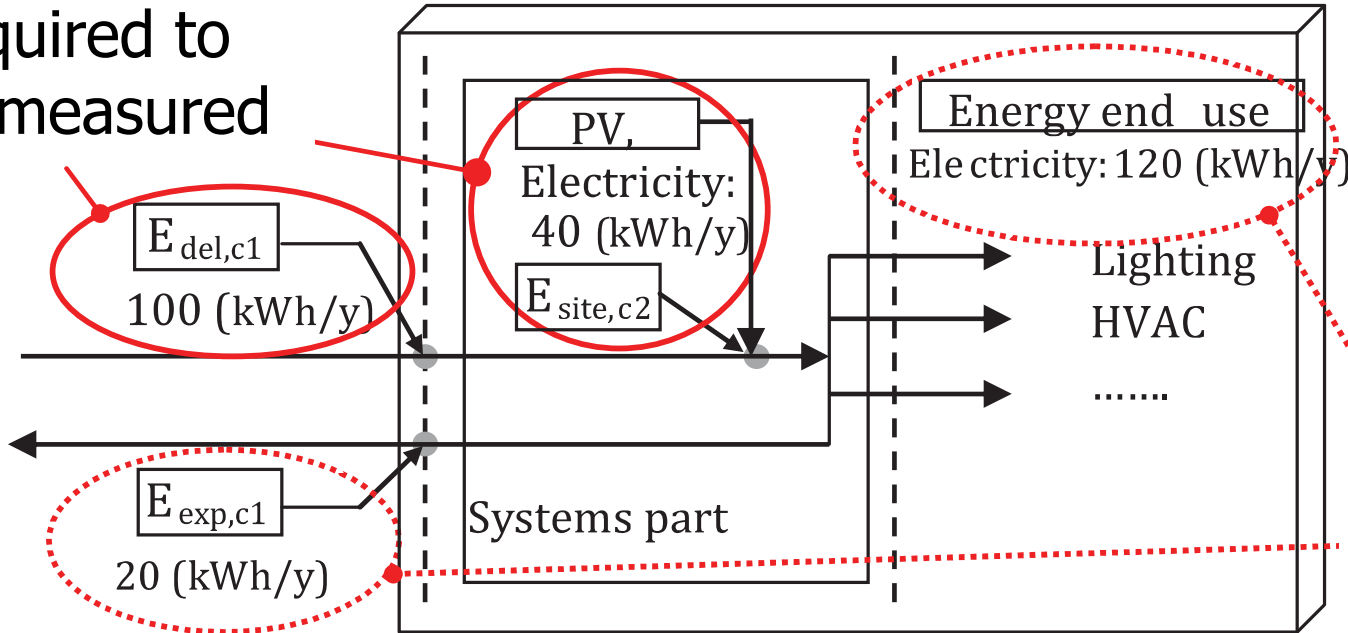 quired to
measured
PV,
Electricity:
40 (kWh/y)
E site,c2
E del,c1
100 (kWh/y)
E exp,c1
20 (kWh/y)
Systems part
Energy end use
Electricity: 120 (kWh/y)
Lighting
HVAC
.......